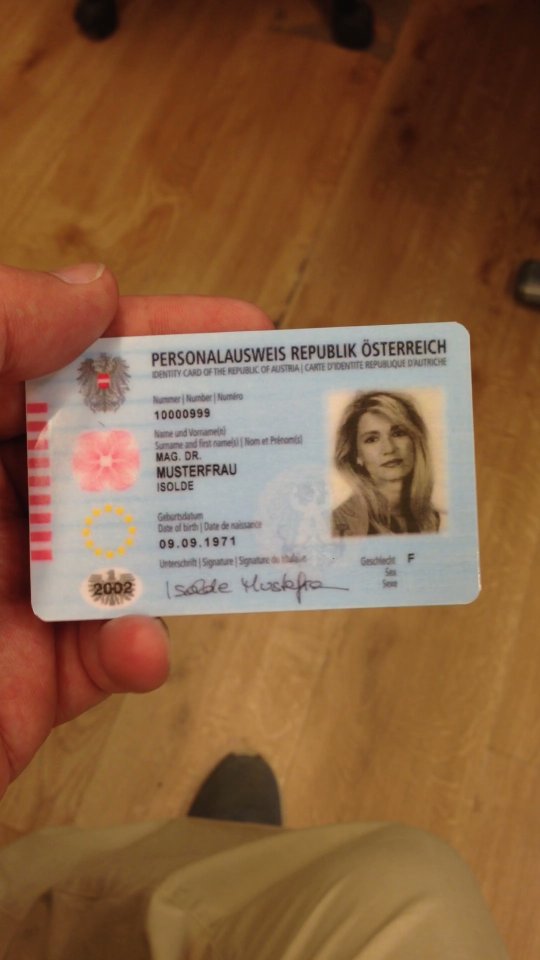 PERSONALAUSWEIS REPUBLIK ÖSTERREICH
IDENTITY CARD OF THE REPUBLIC OF AUSTRIA | CARTE D'IDENTITE REPUBLIQUE D'AUTRICHE
Nummer | Number | Numéro
10000999
Name und Vorname(n)
Surname and first name(s) | Nom et Prénom(s)
MAG. DR.
MUSTERFRAU
ISOLDE
Geburtsdatum
Date of birth | Date de naissance
09.09.1971
Unterschrift | Signature | Signature du titulaire
Isolde Musterfra
Geschlecht F
Sex
Sexe
2002